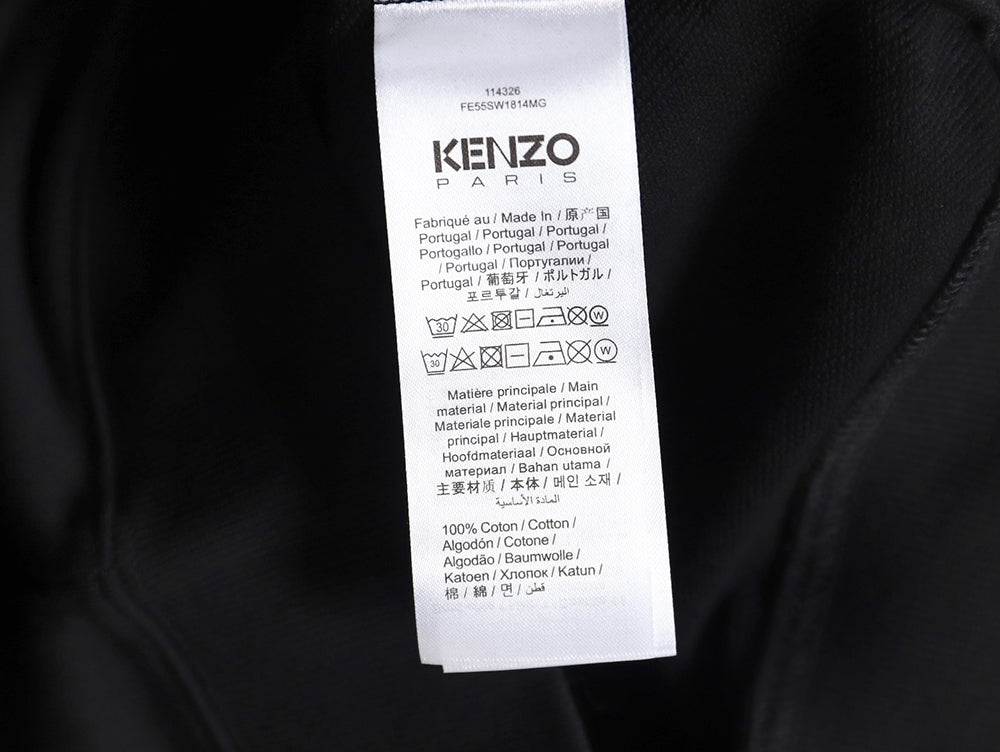 114326
FE55SW1814MG
KENZO
PARIS
Fabriqué au / Made In / 原产国
Portugal / Portugal / Portugal /
Portogallo / Portugal / Portugal
/ Portugal / Португалии /
Portugal / 葡萄牙 / ポルトガル /
포르투갈 / البرتغال /
30 W
30 W
Matière principale / Main
material / Material principal /
Materiale principale / Material
principal / Hauptmaterial /
Hoofdmateriaal / Основной
материал / Bahan utama /
主要材质 / 本体 / 메인 소재 /
المادة الأساسية
100% Coton / Cotton /
Algodón / Cotone /
Algodão / Baumwolle /
Katoen / Хлопок / Katun /
棉 / 綿 / 면 / قطن